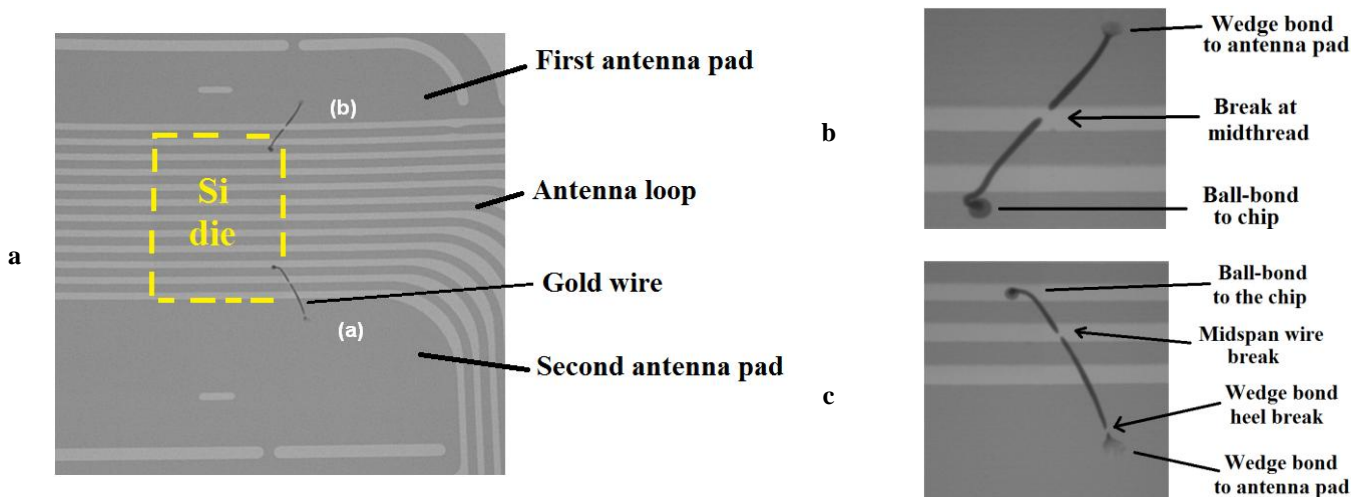 a
First antenna pad
(b)
Si
die
Antenna loop
Gold wire
(a)
Second antenna pad
b
Wedge bond
to antenna pad
Break at
midthread
Ball-bond
to chip
c
Ball-bond
to the chip
Midspan wire
break
Wedge bond
heel break
Wedge bond
to antenna pad